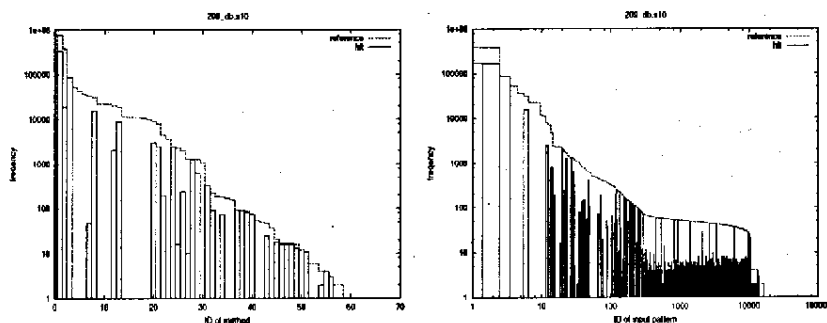 209_db.s10
1e+06
100000
10000
1000
100
10
1
0
10
20
30
40
50
60
70
frequency
ID of method
reference
hit
209_db.s10
1e+06
100000
10000
1000
100
10
1
1
10
100
1000
10000
100000
frequency
ID of input pattern
reference
hit